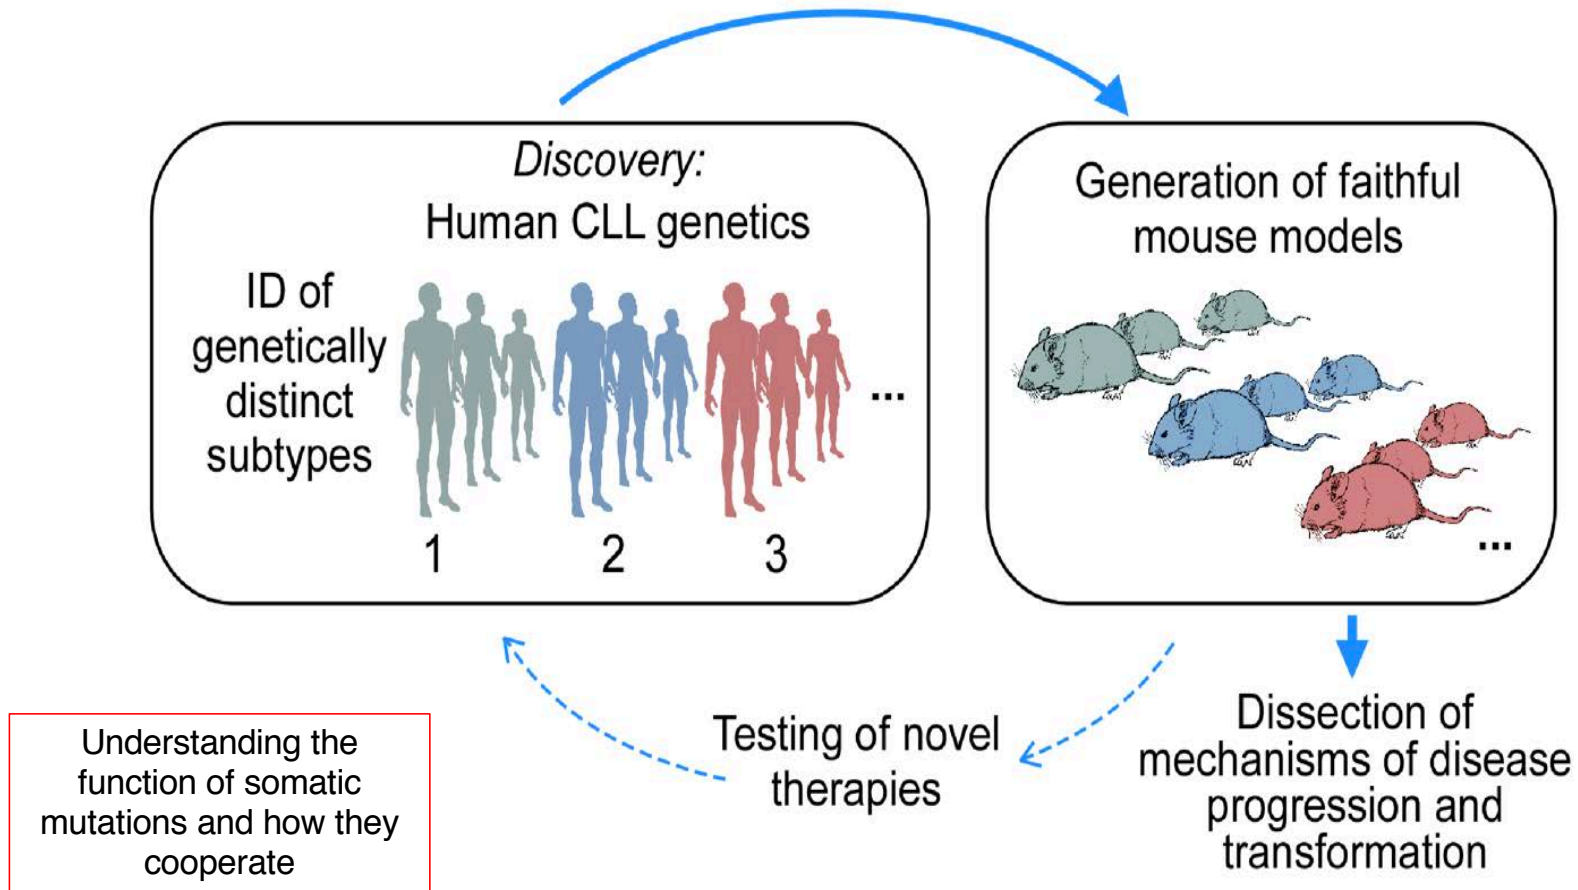 Discovery:
Human CLL genetics
ID of
genetically
distinct
subtypes
...
1
2
3
Generation of faithful
mouse models
...
Testing of novel
therapies
Dissection of
mechanisms of disease
progression and
transformation
Understanding the
function of somatic
mutations and how they
cooperate